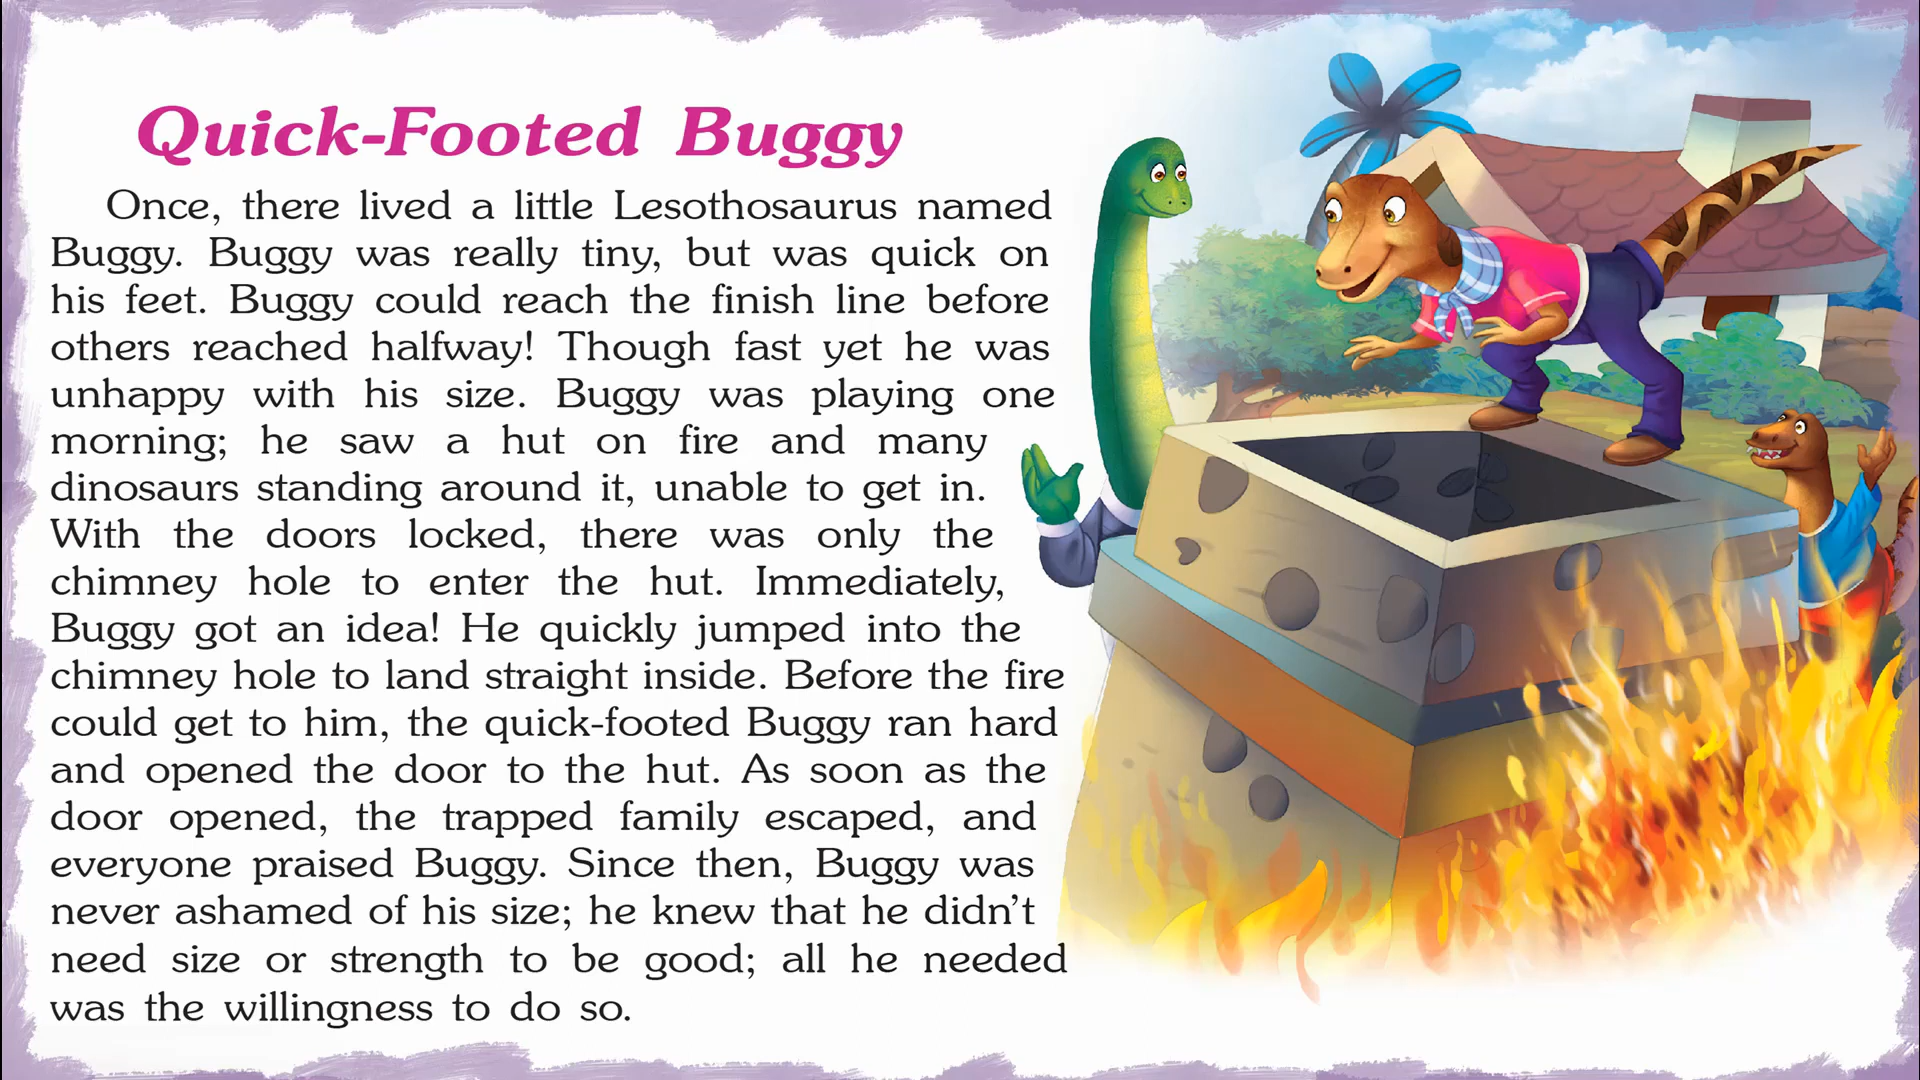 Quick-Footed Buggy
Once, there lived a little Lesothosaurus named
Buggy. Buggy was really tiny, but was quick on
his feet. Buggy could reach the finish line before
others reached halfway! Though fast yet he was
unhappy with his size. Buggy was playing one
morning; he saw a hut on fire and many
dinosaurs standing around it, unable to get in.
With the doors locked, there was only the
chimney hole to enter the hut. Immediately,
Buggy got an idea! He quickly jumped into the
chimney hole to land straight inside. Before the fire
could get to him, the quick-footed Buggy ran hard
and opened the door to the hut. As soon as the
door opened, the trapped family escaped, and
everyone praised Buggy. Since then, Buggy was
never ashamed of his size; he knew that he didn’t
need size or strength to be good; all he needed
was the willingness to do so.